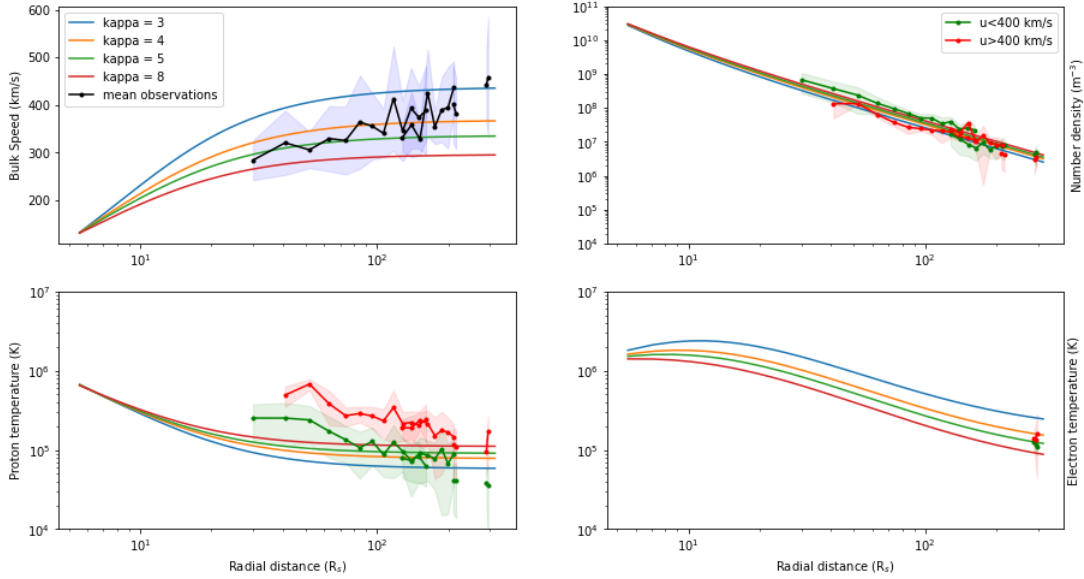 600
500
400
300
200
10¹
10²
Bulk Speed (km/s)
kappa = 3
kappa = 4
kappa = 5
kappa = 8
mean observations
10¹¹
10¹⁰
10⁹
10⁸
10⁷
10⁶
10⁵
10⁴
10¹
10²
Number density (m⁻³)
u<400 km/s
u>400 km/s
10⁷
10⁶
10⁵
10⁴
10¹
10²
Proton temperature (K)
Radial distance (Rₛ)
10⁷
10⁶
10⁵
10⁴
10¹
10²
Electron temperature (K)
Radial distance (Rₛ)